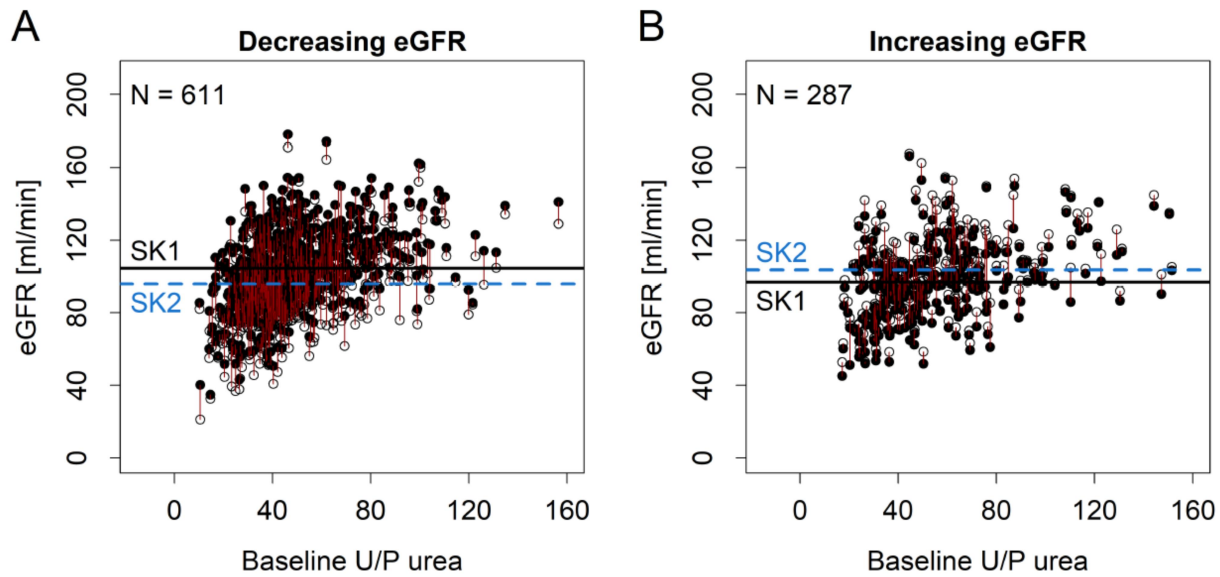 A
Decreasing eGFR
N = 611
SK1
SK2
eGFR [ml/min]
0
40
80
120
160
200
0 40 80 120 160
Baseline U/P urea
B
Increasing eGFR
N = 287
SK2
SK1
eGFR [ml/min]
0
40
80
120
160
200
0 40 80 120 160
Baseline U/P urea